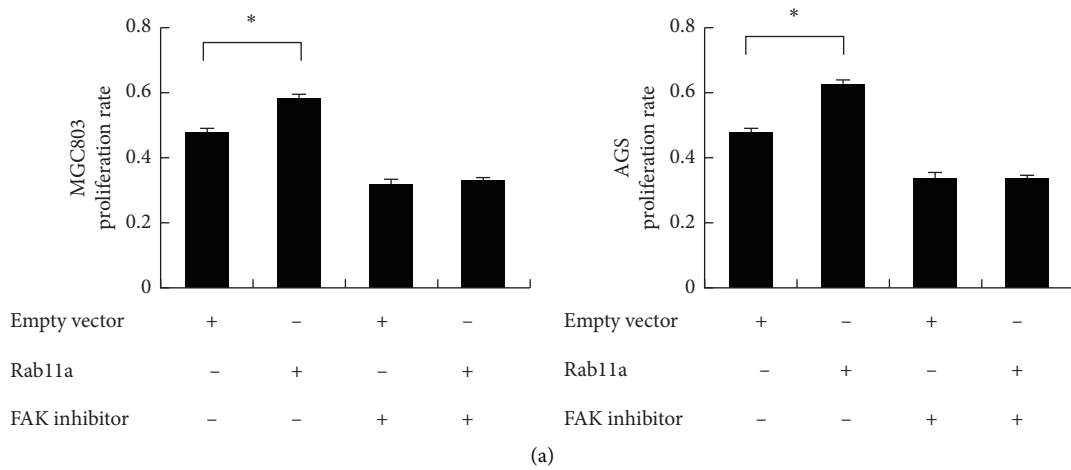 *
0.8
0.6
0.4
0.2
0
MGC803
proliferation rate
Empty vector + – + –
Rab11a – + – +
FAK inhibitor – – + +
*
0.8
0.6
0.4
0.2
0
AGS
proliferation rate
Empty vector + – + –
Rab11a – + – +
FAK inhibitor – – + +
(a)